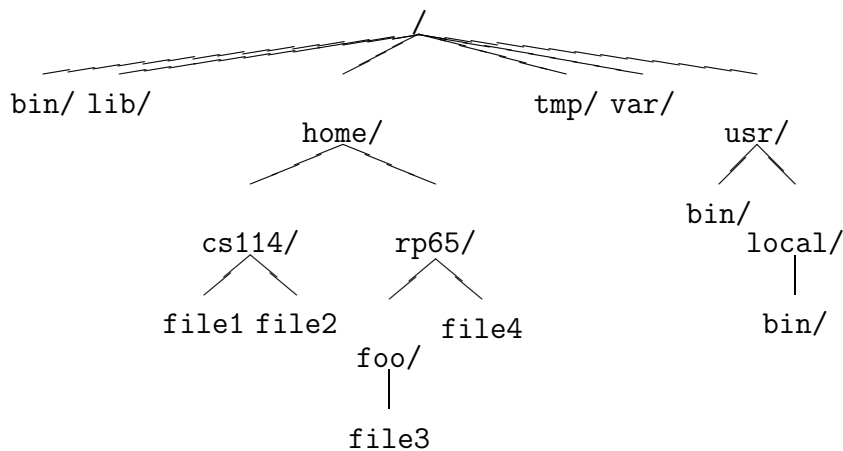 /
bin/ lib/ tmp/ var/
home/ usr/
bin/
cs114/ rp65/ local/
file1 file2 file4 bin/
foo/
file3